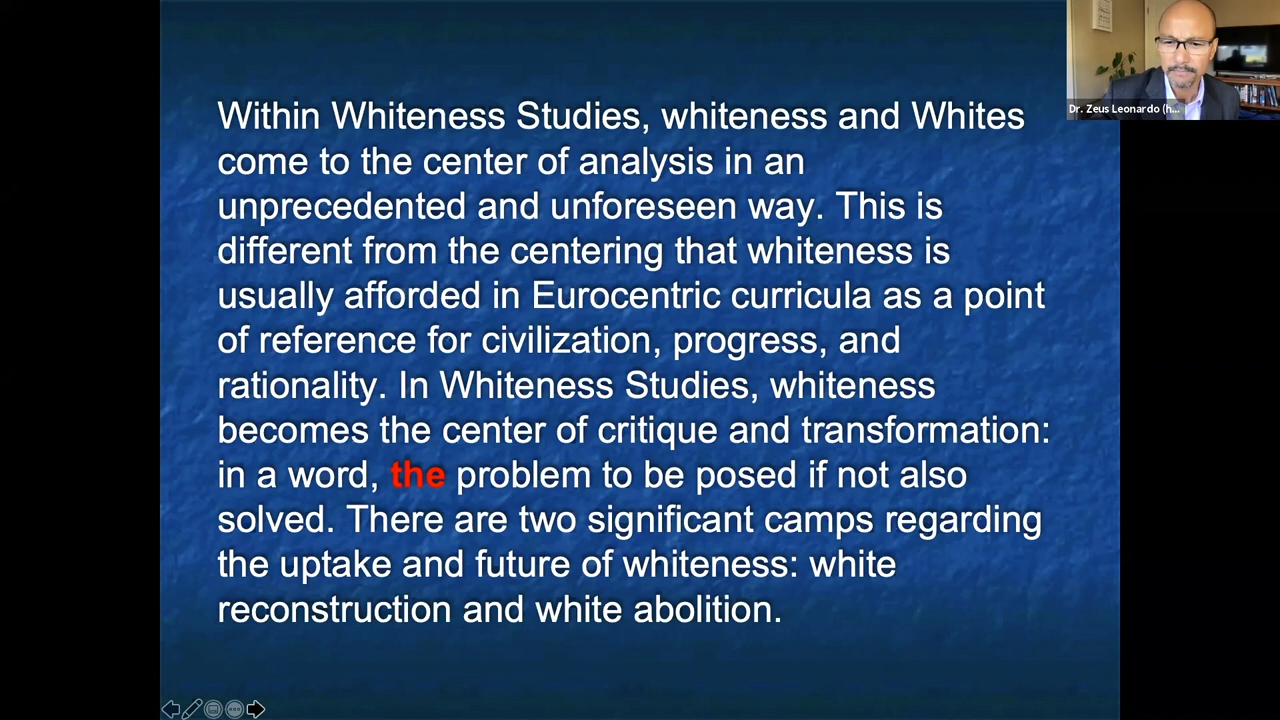 Within Whiteness Studies, whiteness and Whites
come to the center of analysis in an
unprecedented and unforeseen way. This is
different from the centering that whiteness is
usually afforded in Eurocentric curricula as a point
of reference for civilization, progress, and
rationality. In Whiteness Studies, whiteness
becomes the center of critique and transformation:
in a word, the problem to be posed if not also
solved. There are two significant camps regarding
the uptake and future of whiteness: white
reconstruction and white abolition.
Dr. Zeus Leonardo (h...